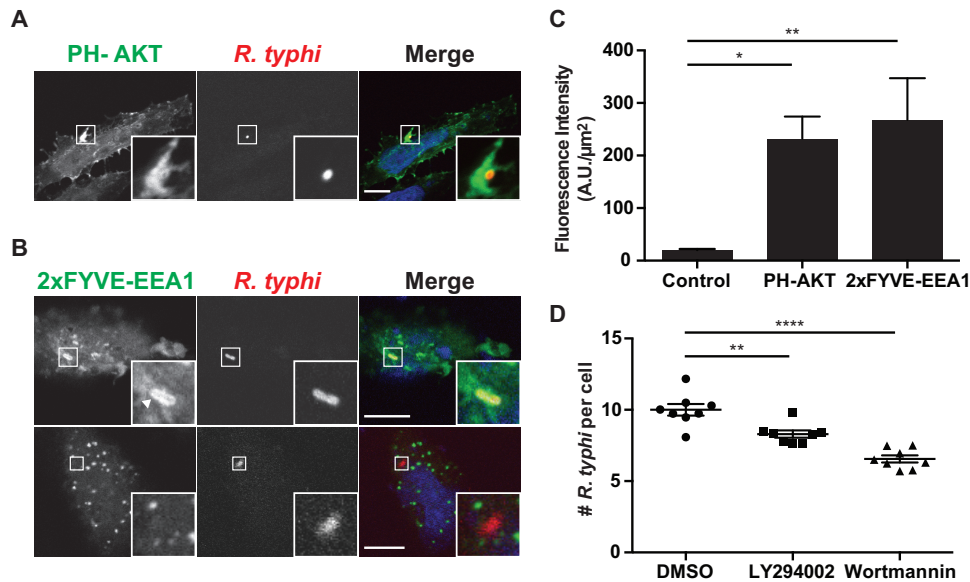 A
PH- AKT R. typhi Merge
B
2xFYVE-EEA1 R. typhi Merge
C
Fluorescence Intensity
(A.U./µm²)
400
300
200
100
0
*
**
Control PH-AKT 2xFYVE-EEA1
D
# R. typhi per cell
15
10
5
0
****
**
DMSO LY294002 Wortmannin